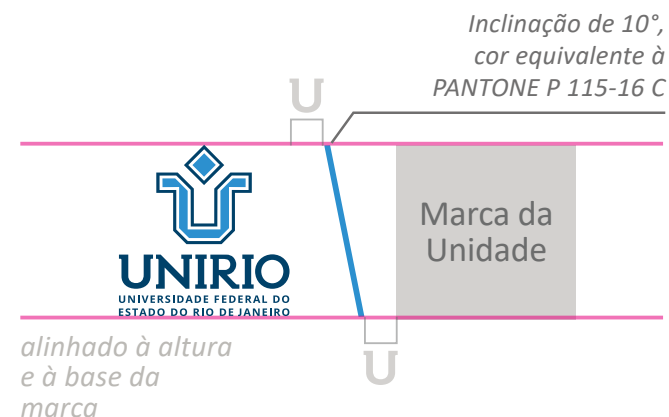 Inclinação de 10°,
cor equivalente à
PANTONE P 115-16 C
U
UNIRIO
UNIVERSIDADE FEDERAL DO
ESTADO DO RIO DE JANEIRO
Marca da
Unidade
U
alinhado à altura
e à base da
marca